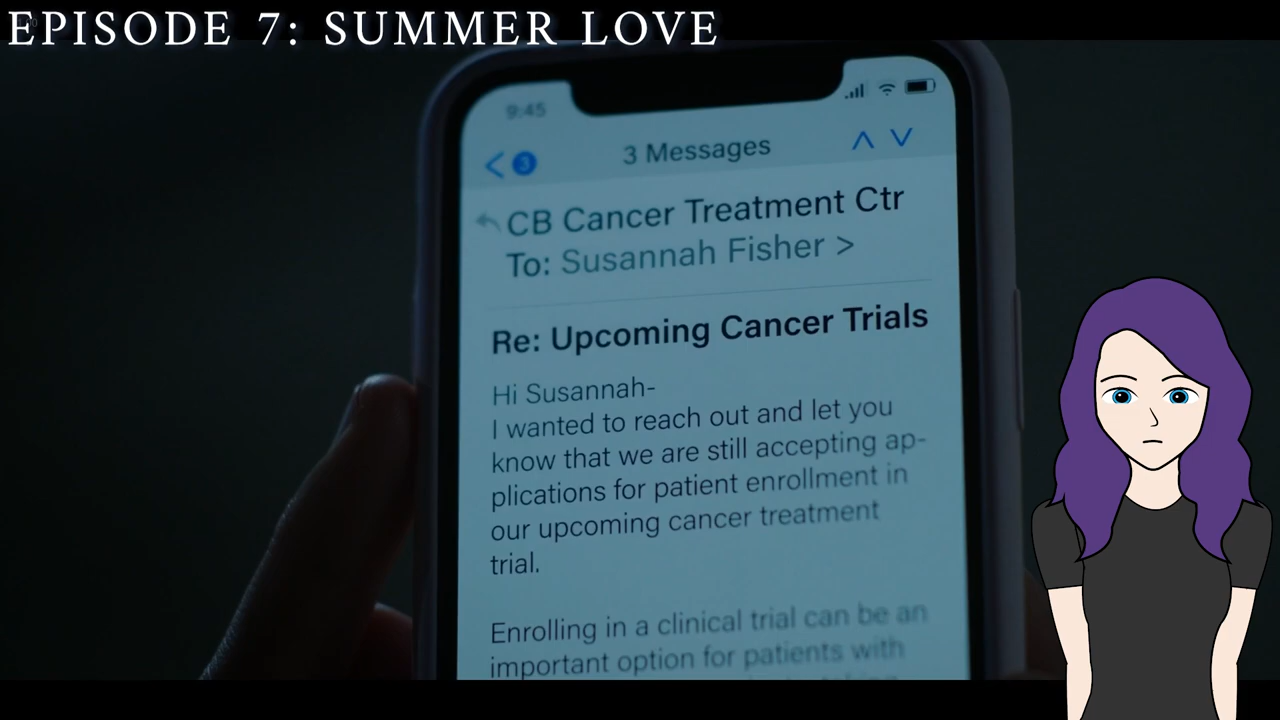 EPISODE 7: SUMMER LOVE
9:45
3
3 Messages
CB Cancer Treatment Ctr
To: Susannah Fisher >
Re: Upcoming Cancer Trials
Hi Susannah-
I wanted to reach out and let you
know that we are still accepting ap-
plications for patient enrollment in
our upcoming cancer treatment
trial.
Enrolling in a clinical trial can be an
important option for patients with